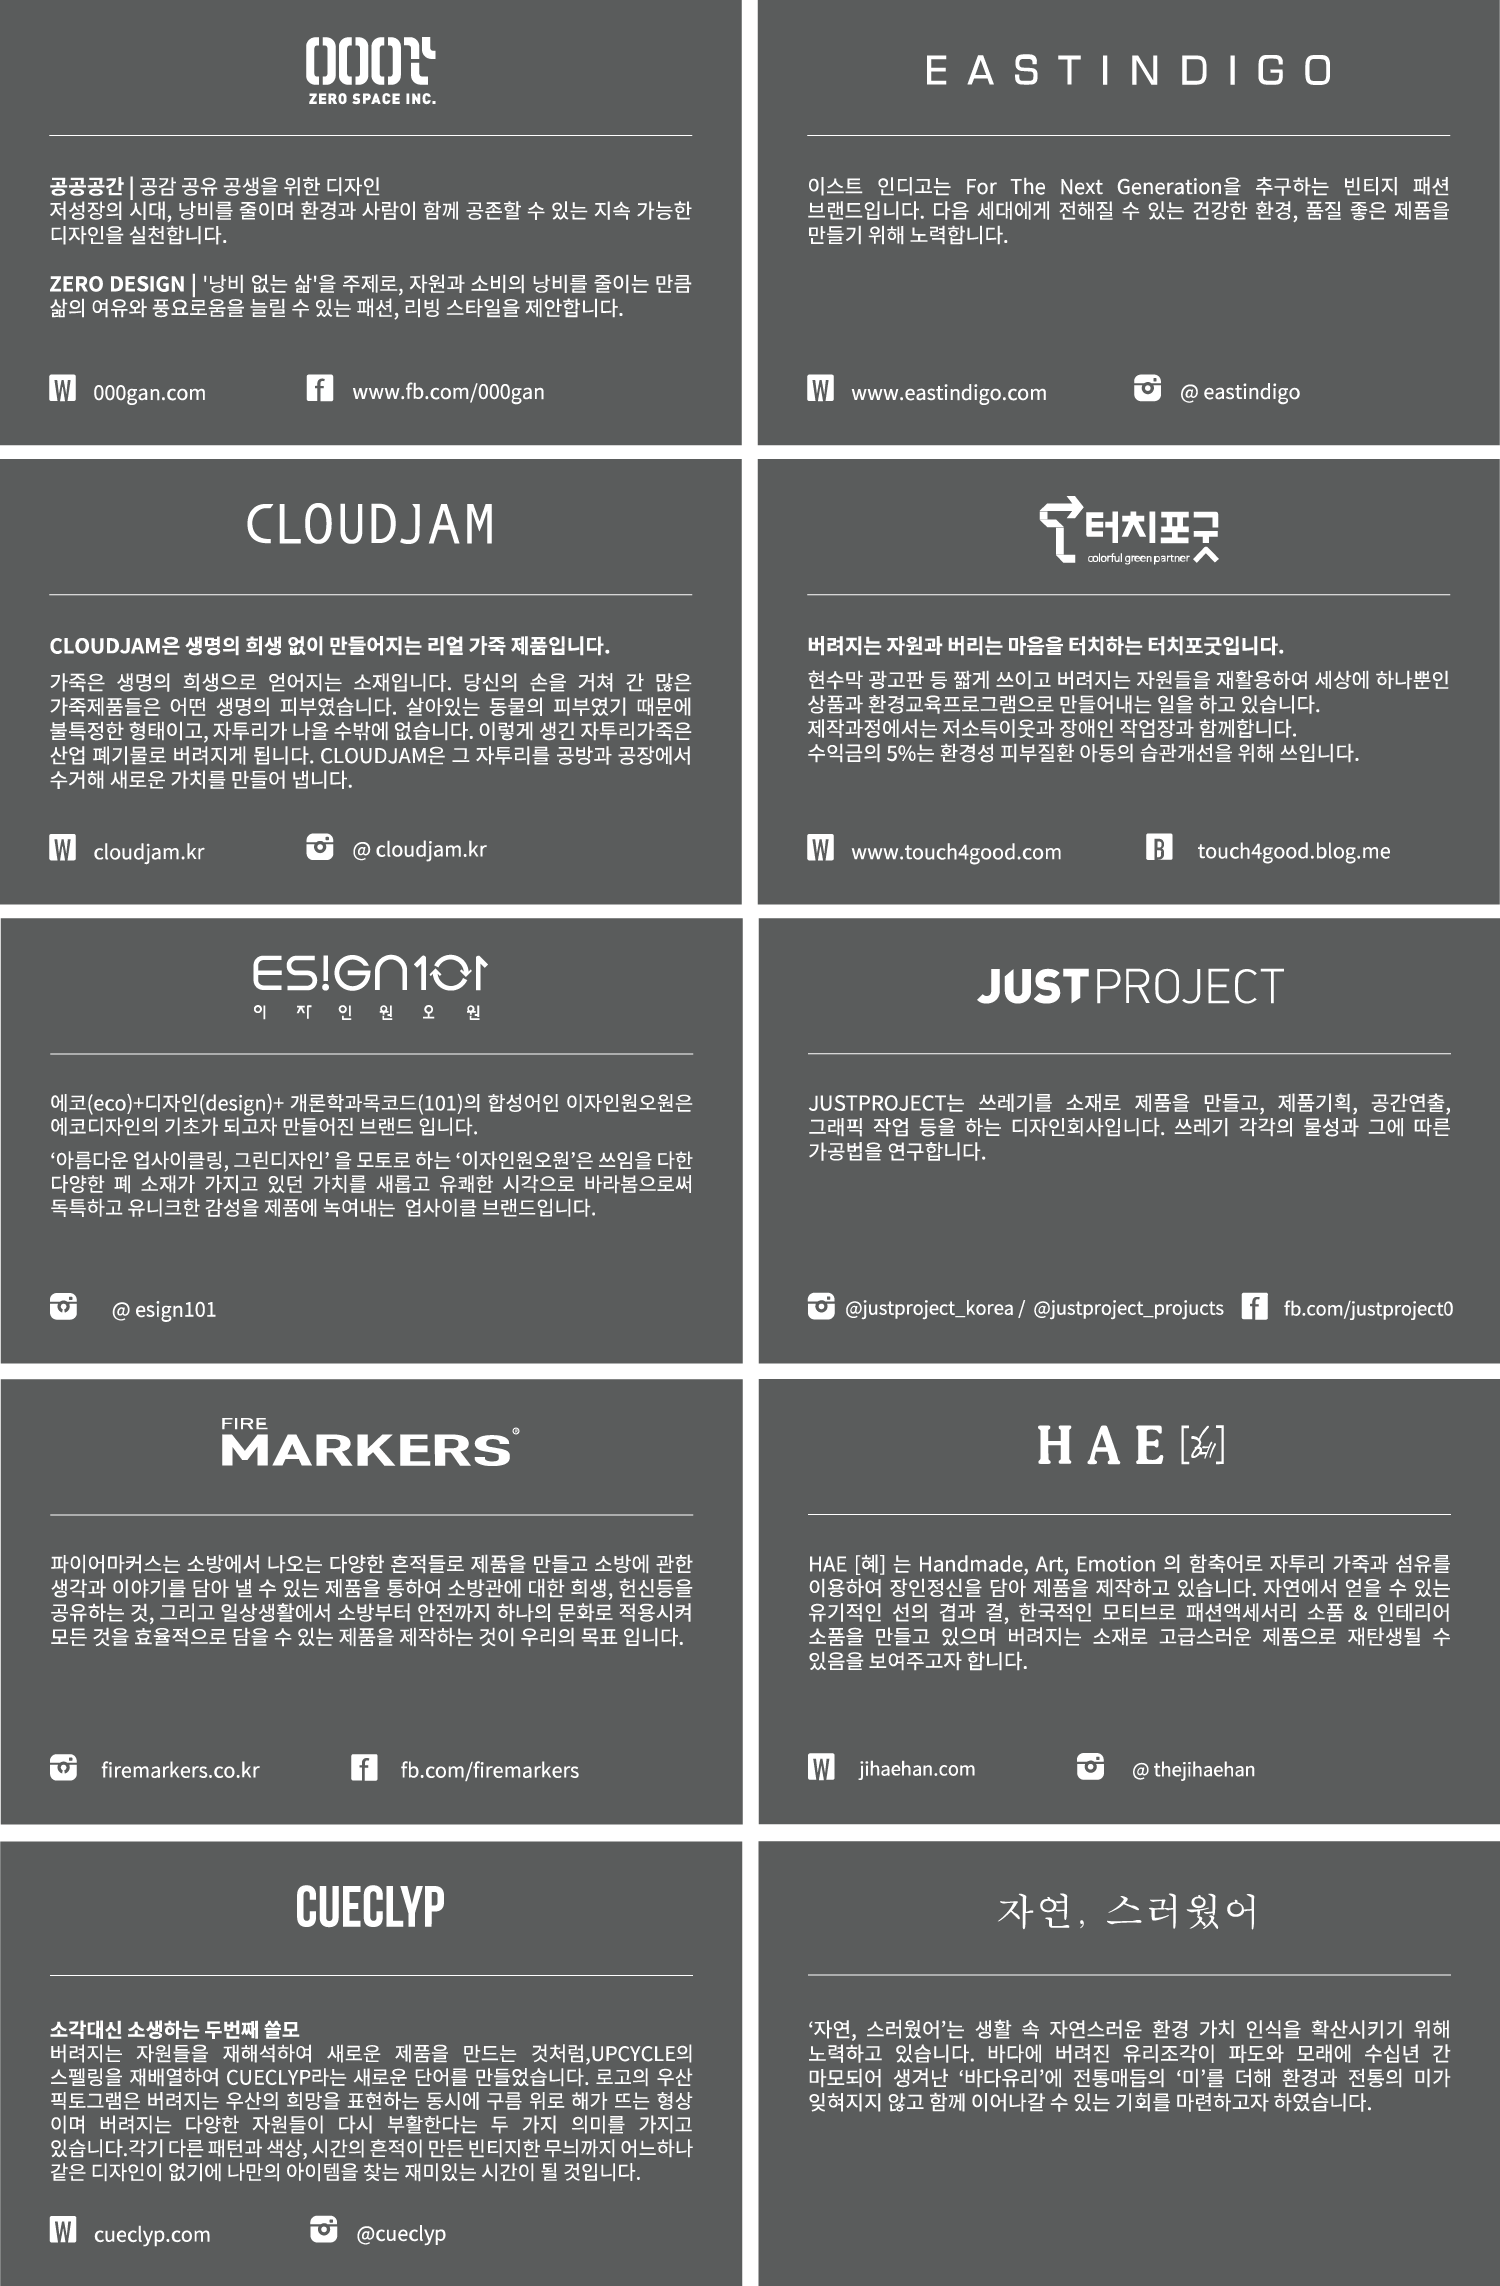 000간
ZERO SPACE INC.
공공공간 | 공감 공유 공생을 위한 디자인
저성장의 시대, 낭비를 줄이며 환경과 사람이 함께 공존할 수 있는 지속 가능한
디자인을 실천합니다.
ZERO DESIGN | '낭비 없는 삶'을 주제로, 자원과 소비의 낭비를 줄이는 만큼
삶의 여유와 풍요로움을 늘릴 수 있는 패션, 리빙 스타일을 제안합니다.
W 000gan.com f www.fb.com/000gan
EASTINDIGO
이스트 인디고는 For The Next Generation을 추구하는 빈티지 패션
브랜드입니다. 다음 세대에게 전해질 수 있는 건강한 환경, 품질 좋은 제품을
만들기 위해 노력합니다.
W www.eastindigo.com @ eastindigo
CLOUDJAM
CLOUDJAM은 생명의 희생 없이 만들어지는 리얼 가죽 제품입니다.
가죽은 생명의 희생으로 얻어지는 소재입니다. 당신의 손을 거쳐 간 많은
가죽제품들은 어떤 생명의 피부였습니다. 살아있는 동물의 피부였기 때문에
불특정한 형태이고, 자투리가 나올 수밖에 없습니다. 이렇게 생긴 자투리가죽은
산업 폐기물로 버려지게 됩니다. CLOUDJAM은 그 자투리를 공방과 공장에서
수거해 새로운 가치를 만들어 냅니다.
W cloudjam.kr @ cloudjam.kr
터치포굿
colorful green partner
버려지는 자원과 버리는 마음을 터치하는 터치포굿입니다.
현수막 광고판 등 짧게 쓰이고 버려지는 자원들을 재활용하여 세상에 하나뿐인
상품과 환경교육프로그램으로 만들어내는 일을 하고 있습니다.
제작과정에서는 저소득이웃과 장애인 작업장과 함께합니다.
수익금의 5%는 환경성 피부질환 아동의 습관개선을 위해 쓰입니다.
W www.touch4good.com B touch4good.blog.me
ES!GN101
이자인원오원
에코(eco)+디자인(design)+ 개론학과목코드(101)의 합성어인 이자인원오원은
에코디자인의 기초가 되고자 만들어진 브랜드 입니다.
‘아름다운 업사이클링, 그린디자인’ 을 모토로 하는 ‘이자인원오원’은 쓰임을 다한
다양한 폐 소재가 가지고 있던 가치를 새롭고 유쾌한 시각으로 바라봄으로써
독특하고 유니크한 감성을 제품에 녹여내는 업사이클 브랜드입니다.
@ esign101
JUSTPROJECT
JUSTPROJECT는 쓰레기를 소재로 제품을 만들고, 제품기획, 공간연출,
그래픽 작업 등을 하는 디자인회사입니다. 쓰레기 각각의 물성과 그에 따른
가공법을 연구합니다.
@justproject_korea / @justproject_projucts f fb.com/justproject0
FIRE
MARKERS®
파이어마커스는 소방에서 나오는 다양한 흔적들로 제품을 만들고 소방에 관한
생각과 이야기를 담아 낼 수 있는 제품을 통하여 소방관에 대한 희생, 헌신등을
공유하는 것, 그리고 일상생활에서 소방부터 안전까지 하나의 문화로 적용시켜
모든 것을 효율적으로 담을 수 있는 제품을 제작하는 것이 우리의 목표 입니다.
firemarkers.co.kr f fb.com/firemarkers
HAE [혜]
HAE [혜] 는 Handmade, Art, Emotion 의 함축어로 자투리 가죽과 섬유를
이용하여 장인정신을 담아 제품을 제작하고 있습니다. 자연에서 얻을 수 있는
유기적인 선의 겹과 결, 한국적인 모티브로 패션액세서리 소품 & 인테리어
소품을 만들고 있으며 버려지는 소재로 고급스러운 제품으로 재탄생될 수
있음을 보여주고자 합니다.
W jihaehan.com @ thejihaehan
CUECLYP
소각대신 소생하는 두번째 쓸모
버려지는 자원들을 재해석하여 새로운 제품을 만드는 것처럼,UPCYCLE의
스펠링을 재배열하여 CUECLYP라는 새로운 단어를 만들었습니다. 로고의 우산
픽토그램은 버려지는 우산의 희망을 표현하는 동시에 구름 위로 해가 뜨는 형상
이며 버려지는 다양한 자원들이 다시 부활한다는 두 가지 의미를 가지고
있습니다.각기 다른 패턴과 색상, 시간의 흔적이 만든 빈티지한 무늬까지 어느하나
같은 디자인이 없기에 나만의 아이템을 찾는 재미있는 시간이 될 것입니다.
W cueclyp.com @cueclyp
자연, 스러웠어
‘자연, 스러웠어’는 생활 속 자연스러운 환경 가치 인식을 확산시키기 위해
노력하고 있습니다. 바다에 버려진 유리조각이 파도와 모래에 수십년 간
마모되어 생겨난 ‘바다유리’에 전통매듭의 ‘미’를 더해 환경과 전통의 미가
잊혀지지 않고 함께 이어나갈 수 있는 기회를 마련하고자 하였습니다.